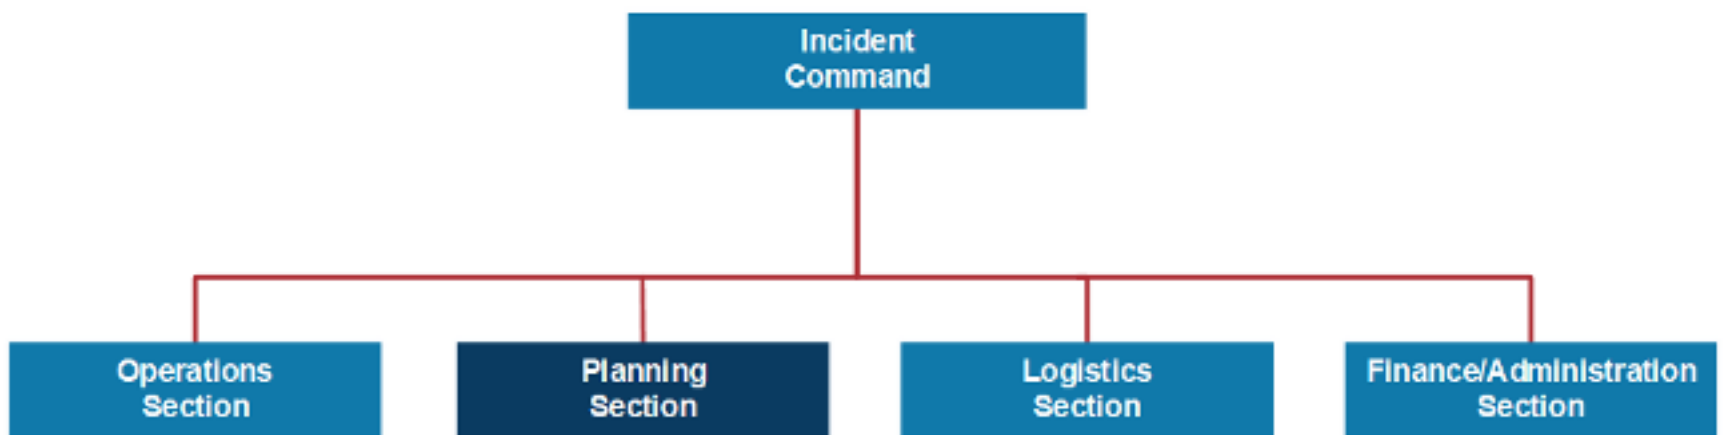 Incident
Command
Operations
Section
Planning
Section
Logistics
Section
Finance/Administration
Section